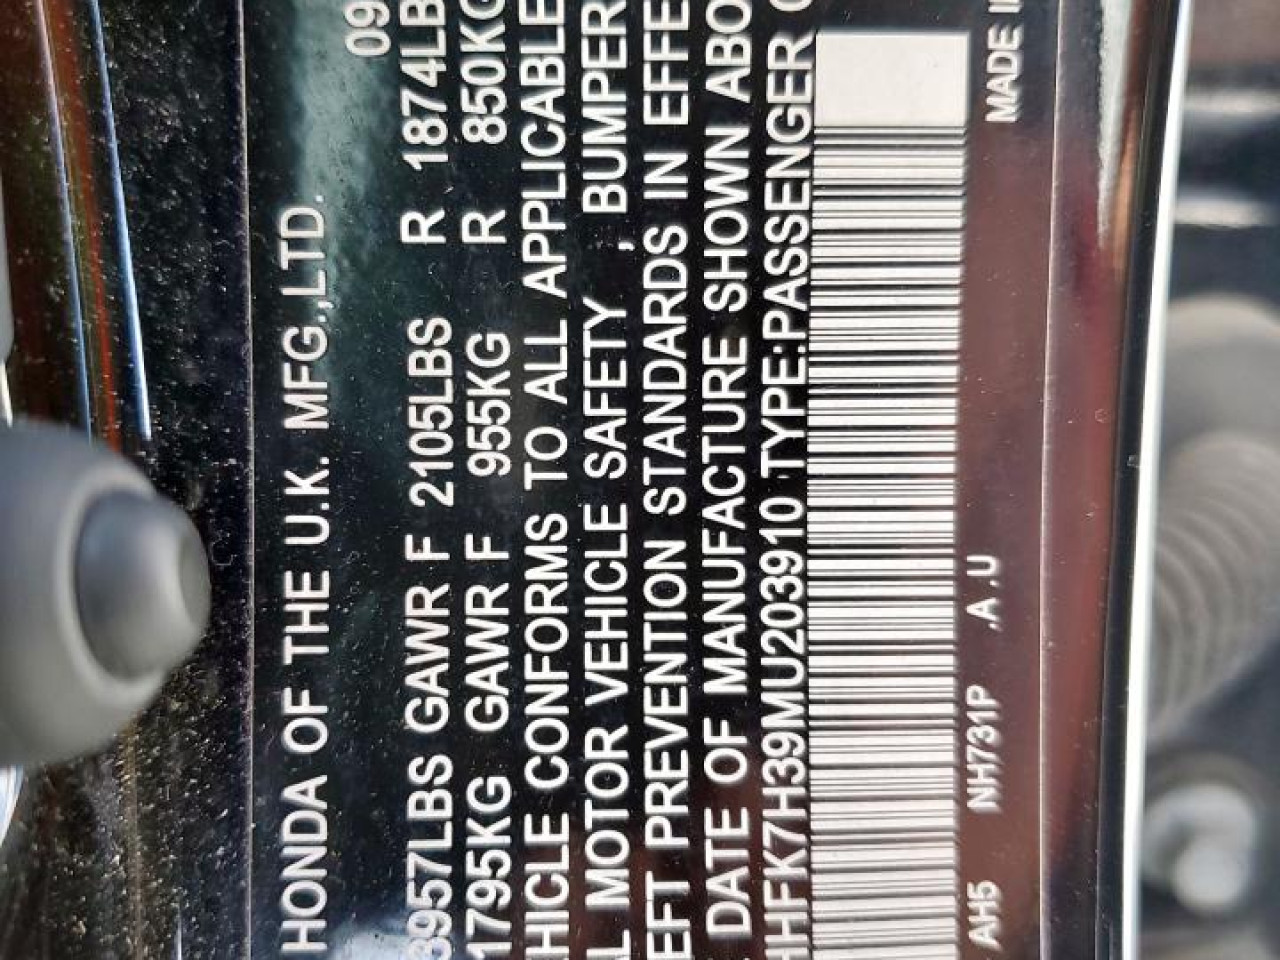 HONDA OF THE U.K. MFG.,LTD. 09
3957LBS GAWR F 2105LBS R 1874LB
1795KG GAWR F 955KG R 850KG
HICLE CONFORMS TO ALL APPLICABLE
L MOTOR VEHICLE SAFETY , BUMPER
EFT PREVENTION STANDARDS IN EFFE
DATE OF MANUFACTURE SHOWN ABO
HHFK7H39MU203910 TYPE:PASSENGER
AH5 NH731P .A .U MADE I